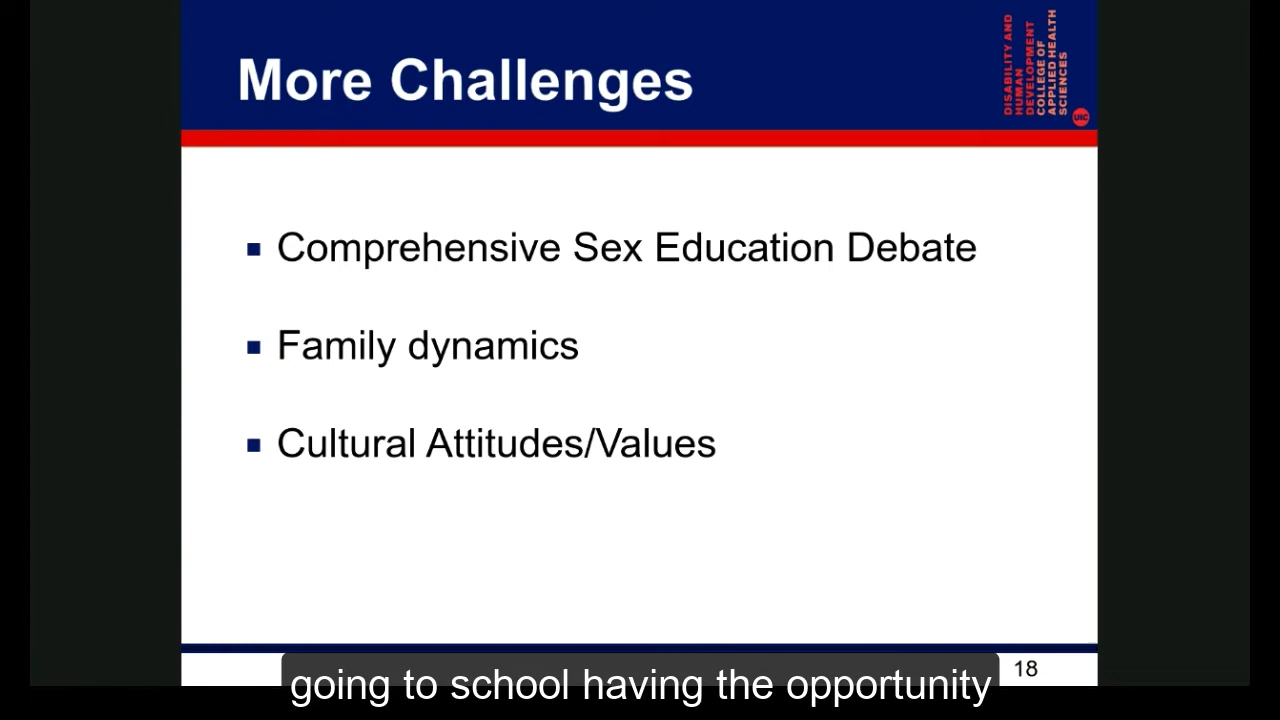 More Challenges
DISABILITY AND
HUMAN
DEVELOPMENT
COLLEGE OF
APPLIED HEALTH
SCIENCES
UIC
Comprehensive Sex Education Debate
Family dynamics
Cultural Attitudes/Values
18
going to school having the opportunity